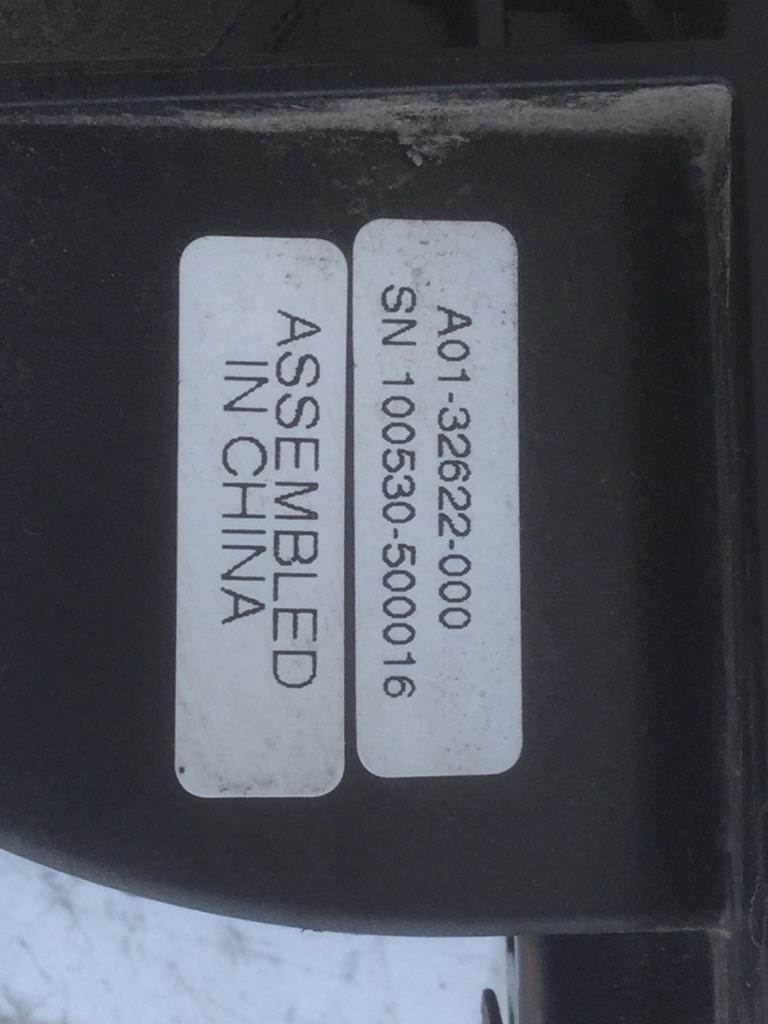 A01-32622-000
SN 100530-500016
ASSEMBLED
IN CHINA